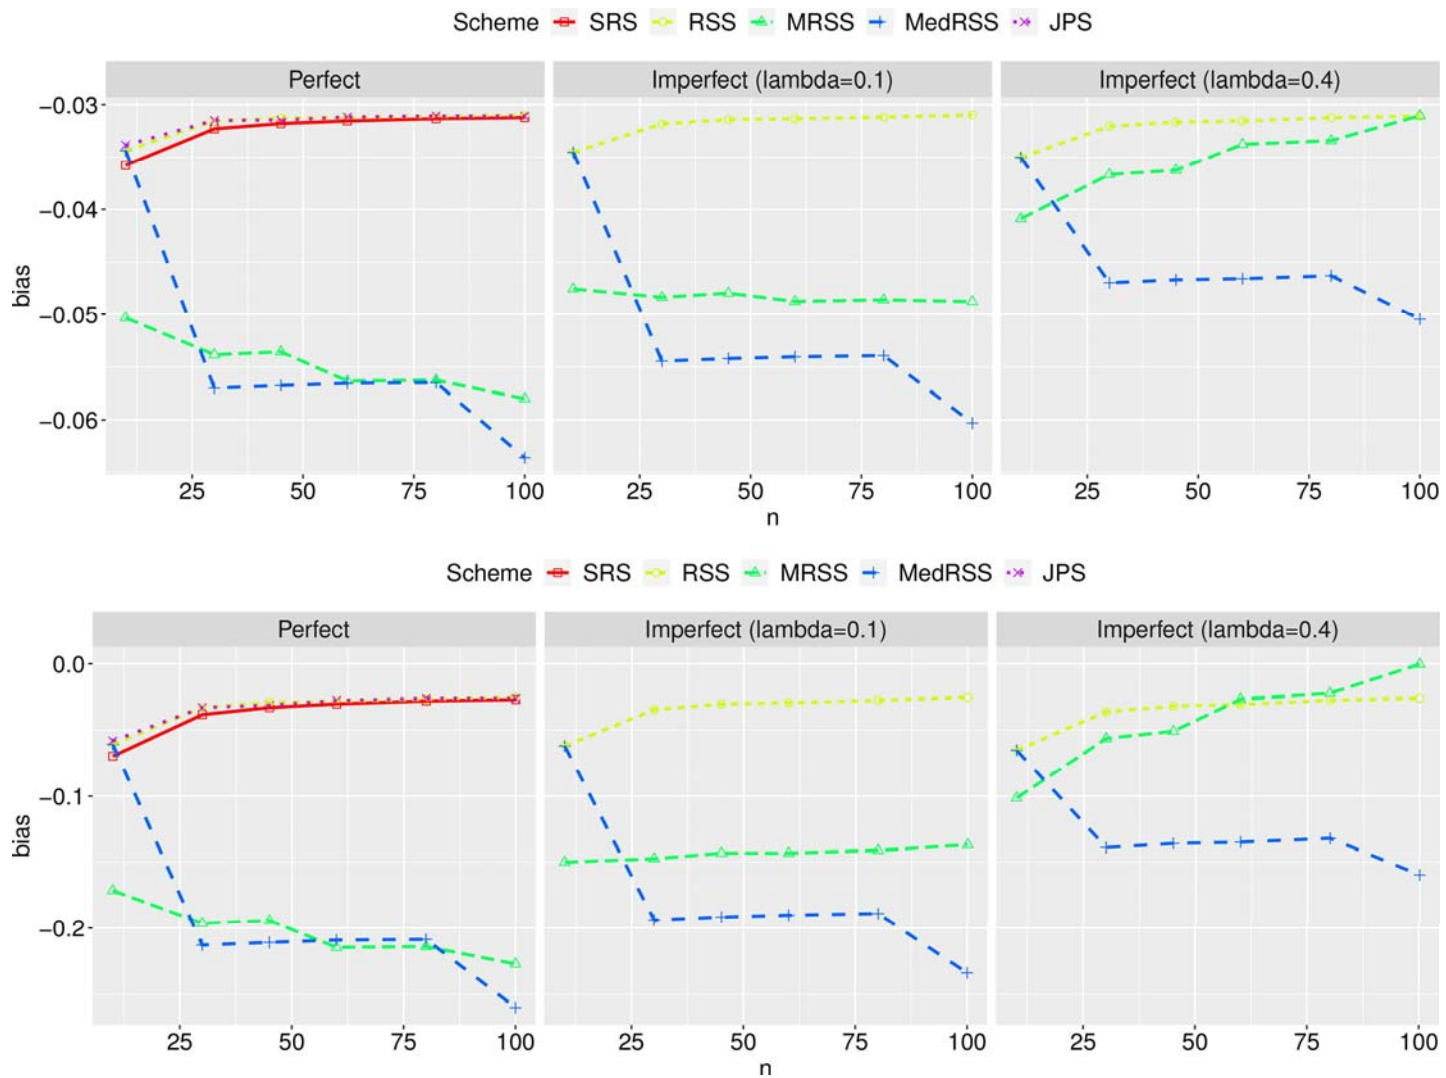 Scheme SRS RSS MRSS MedRSS JPS
Perfect Imperfect (lambda=0.1) Imperfect (lambda=0.4)
−0.03
−0.04
−0.05
−0.06
bias
25 50 75 100 25 50 75 100 25 50 75 100
n
Scheme SRS RSS MRSS MedRSS JPS
Perfect Imperfect (lambda=0.1) Imperfect (lambda=0.4)
0.0
−0.1
−0.2
bias
25 50 75 100 25 50 75 100 25 50 75 100
n